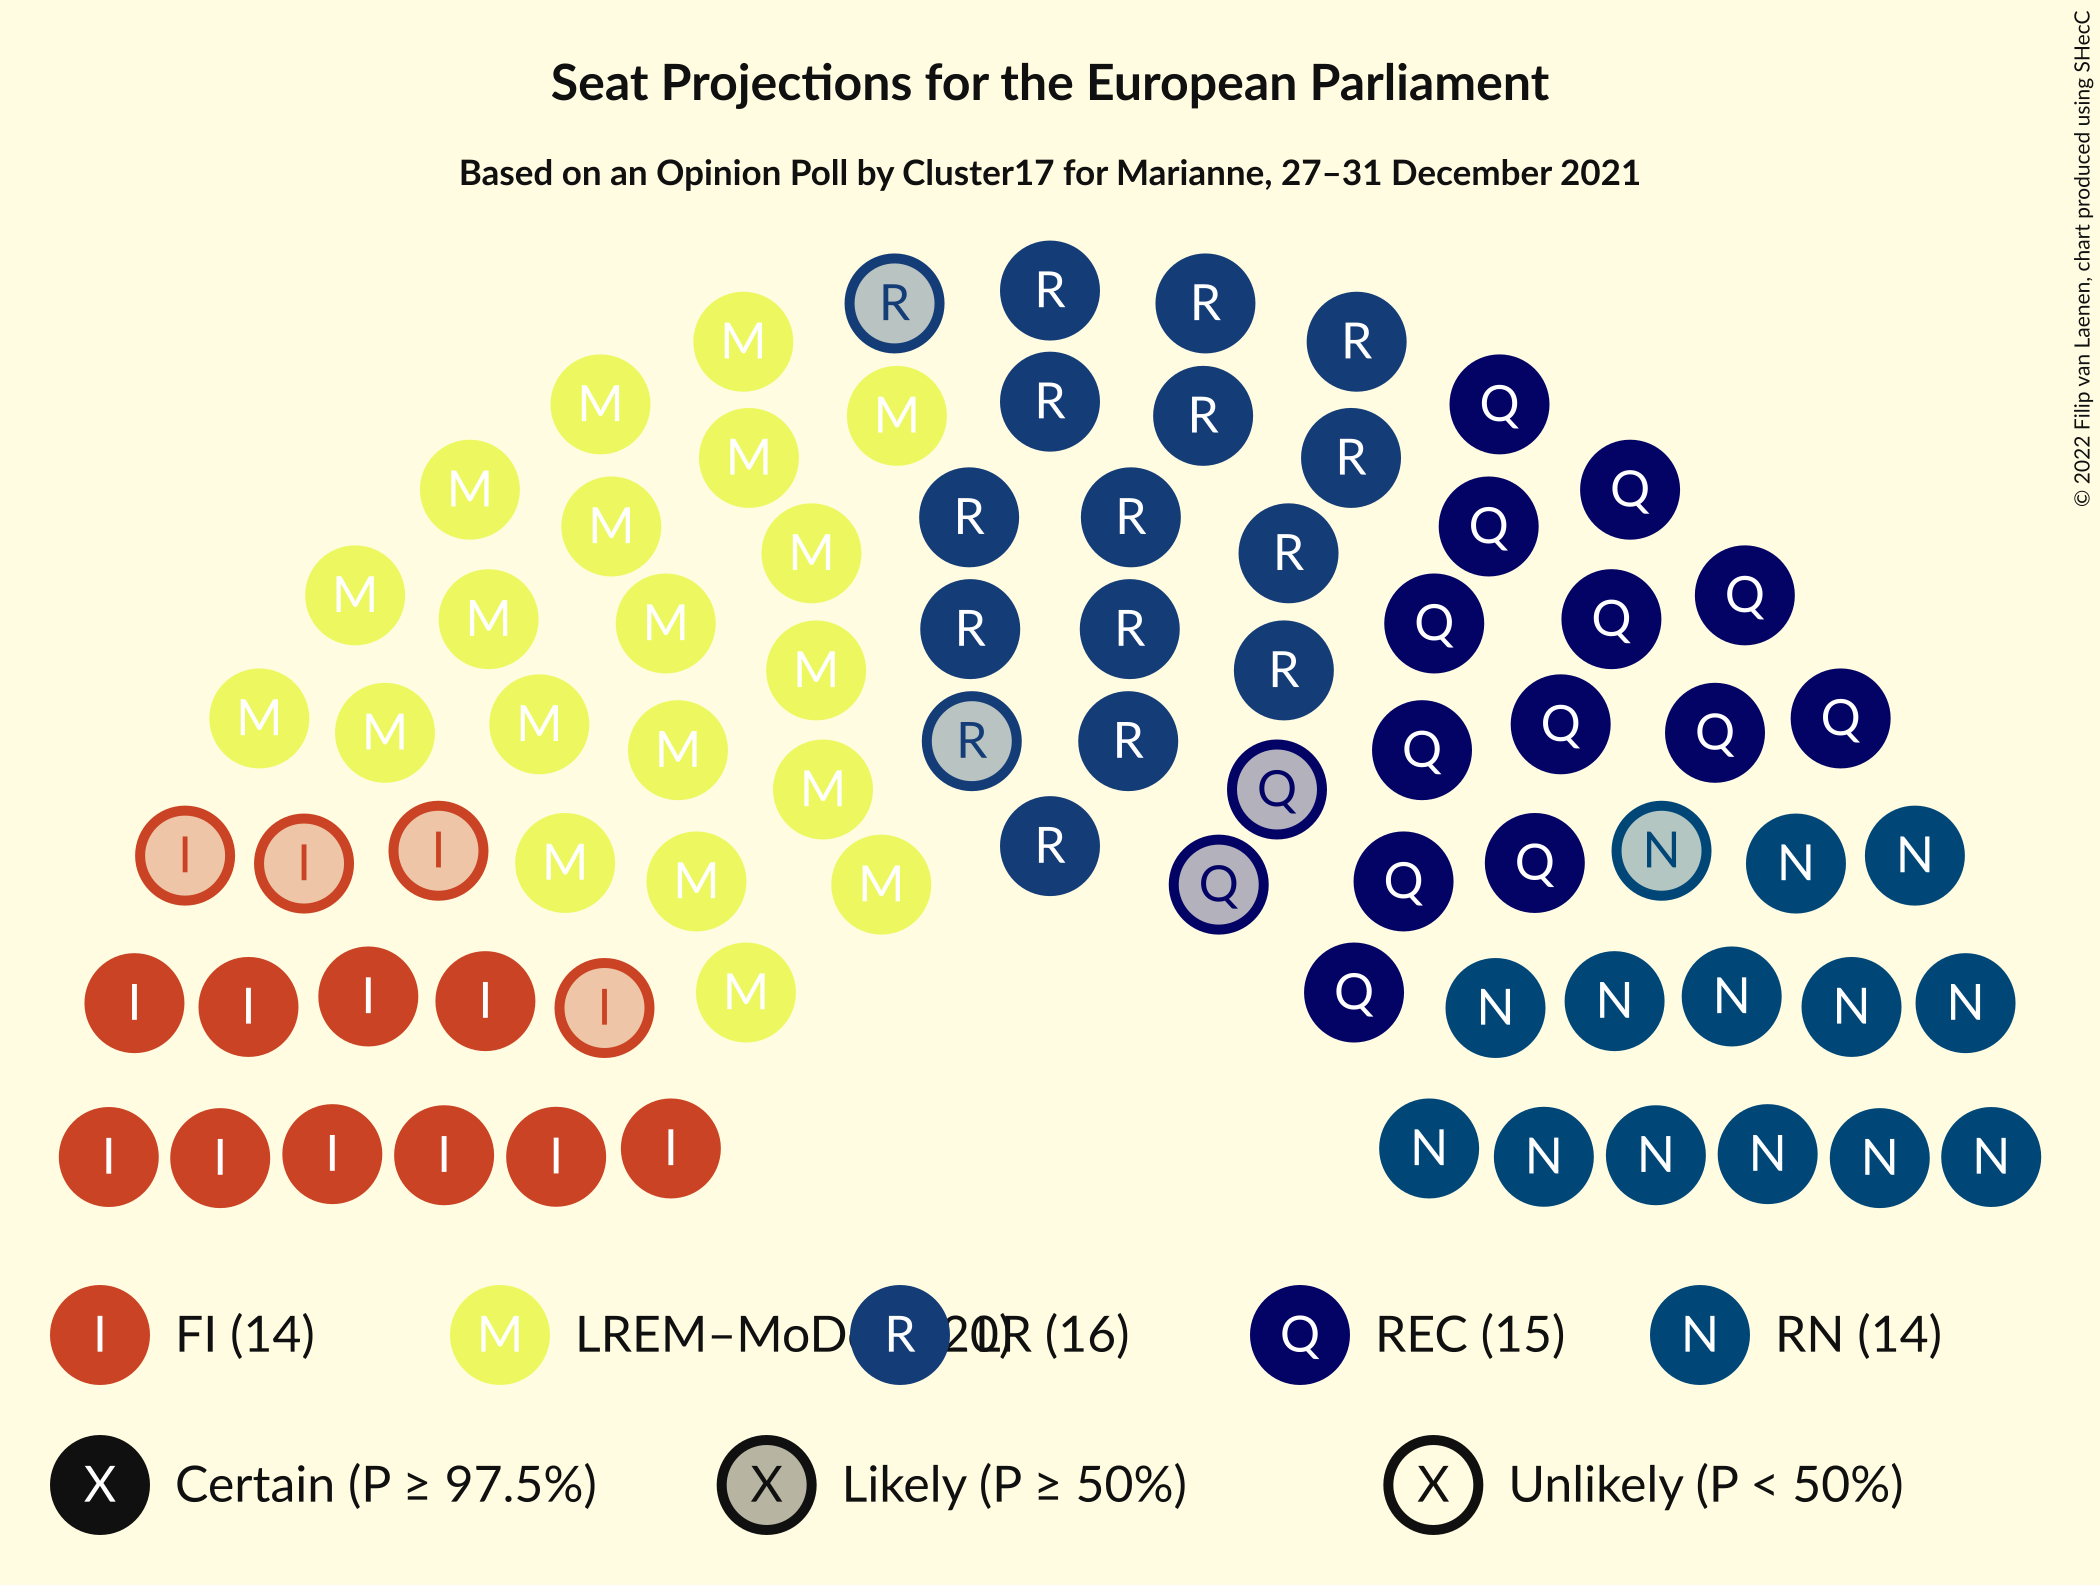 Seat Projections for the European Parliament
Based on an Opinion Poll by Cluster17 for Marianne, 27–31 December 2021
© 2022 Filip van Laenen, chart produced using SHecC
R R R R
M M R R R
M M R Q
M M R R R Q Q
M M M R Q
M M M R R Q Q Q
M M M R Q Q Q
M M M R R Q Q Q Q
I I I M M M R Q Q Q N N N
I I I I I M Q N N N N N
I I I I I I N N N N N N
I FI (14) M LREM–MoD 20) R LR (16) Q REC (15) N RN (14)
X Certain (P ≥ 97.5%) X Likely (P ≥ 50%) X Unlikely (P < 50%)